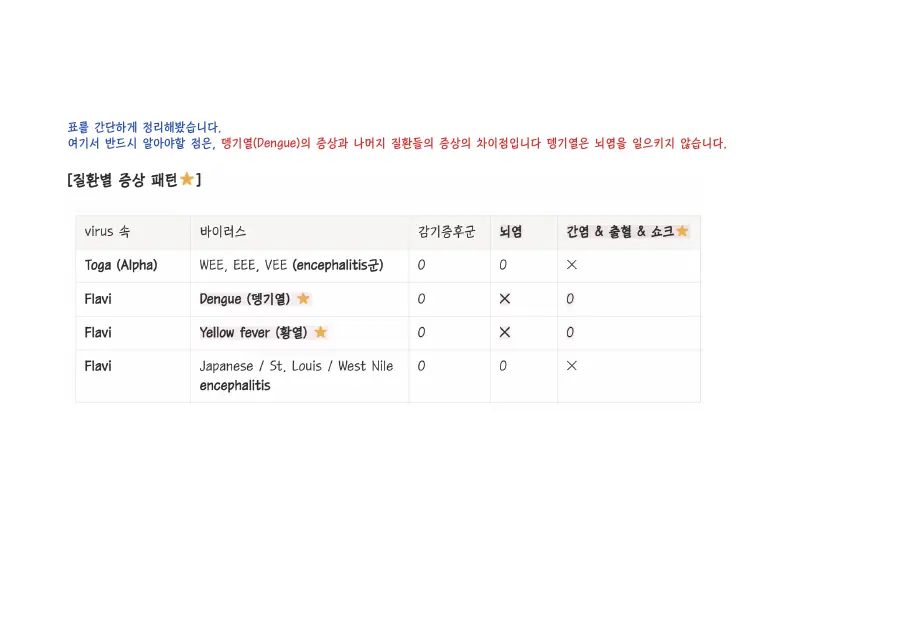 표를 간단하게 정리해봤습니다.
여기서 반드시 알아야할 점은, 뎅기열(Dengue)의 증상과 나머지 질환들의 증상의 차이점입니다 뎅기열은 뇌염을 일으키지 않습니다.
[질환별 증상 패턴⭐]
virus 속 바이러스 감기증후군 뇌염 간염 & 출혈 & 쇼크⭐
Toga (Alpha) WEE, EEE, VEE (encephalitis군) O O ×
Flavi Dengue (뎅기열) ⭐ O × O
Flavi Yellow fever (황열) ⭐ O × O
Flavi Japanese / St. Louis / West Nile O O ×
encephalitis